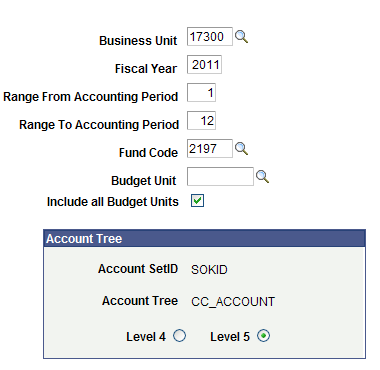 Business Unit 17300
Fiscal Year 2011
Range From Accounting Period 1
Range To Accounting Period 12
Fund Code 2197
Budget Unit
Include all Budget Units
Account Tree
Account SetID SOKID
Account Tree CC_ACCOUNT
Level 4 Level 5